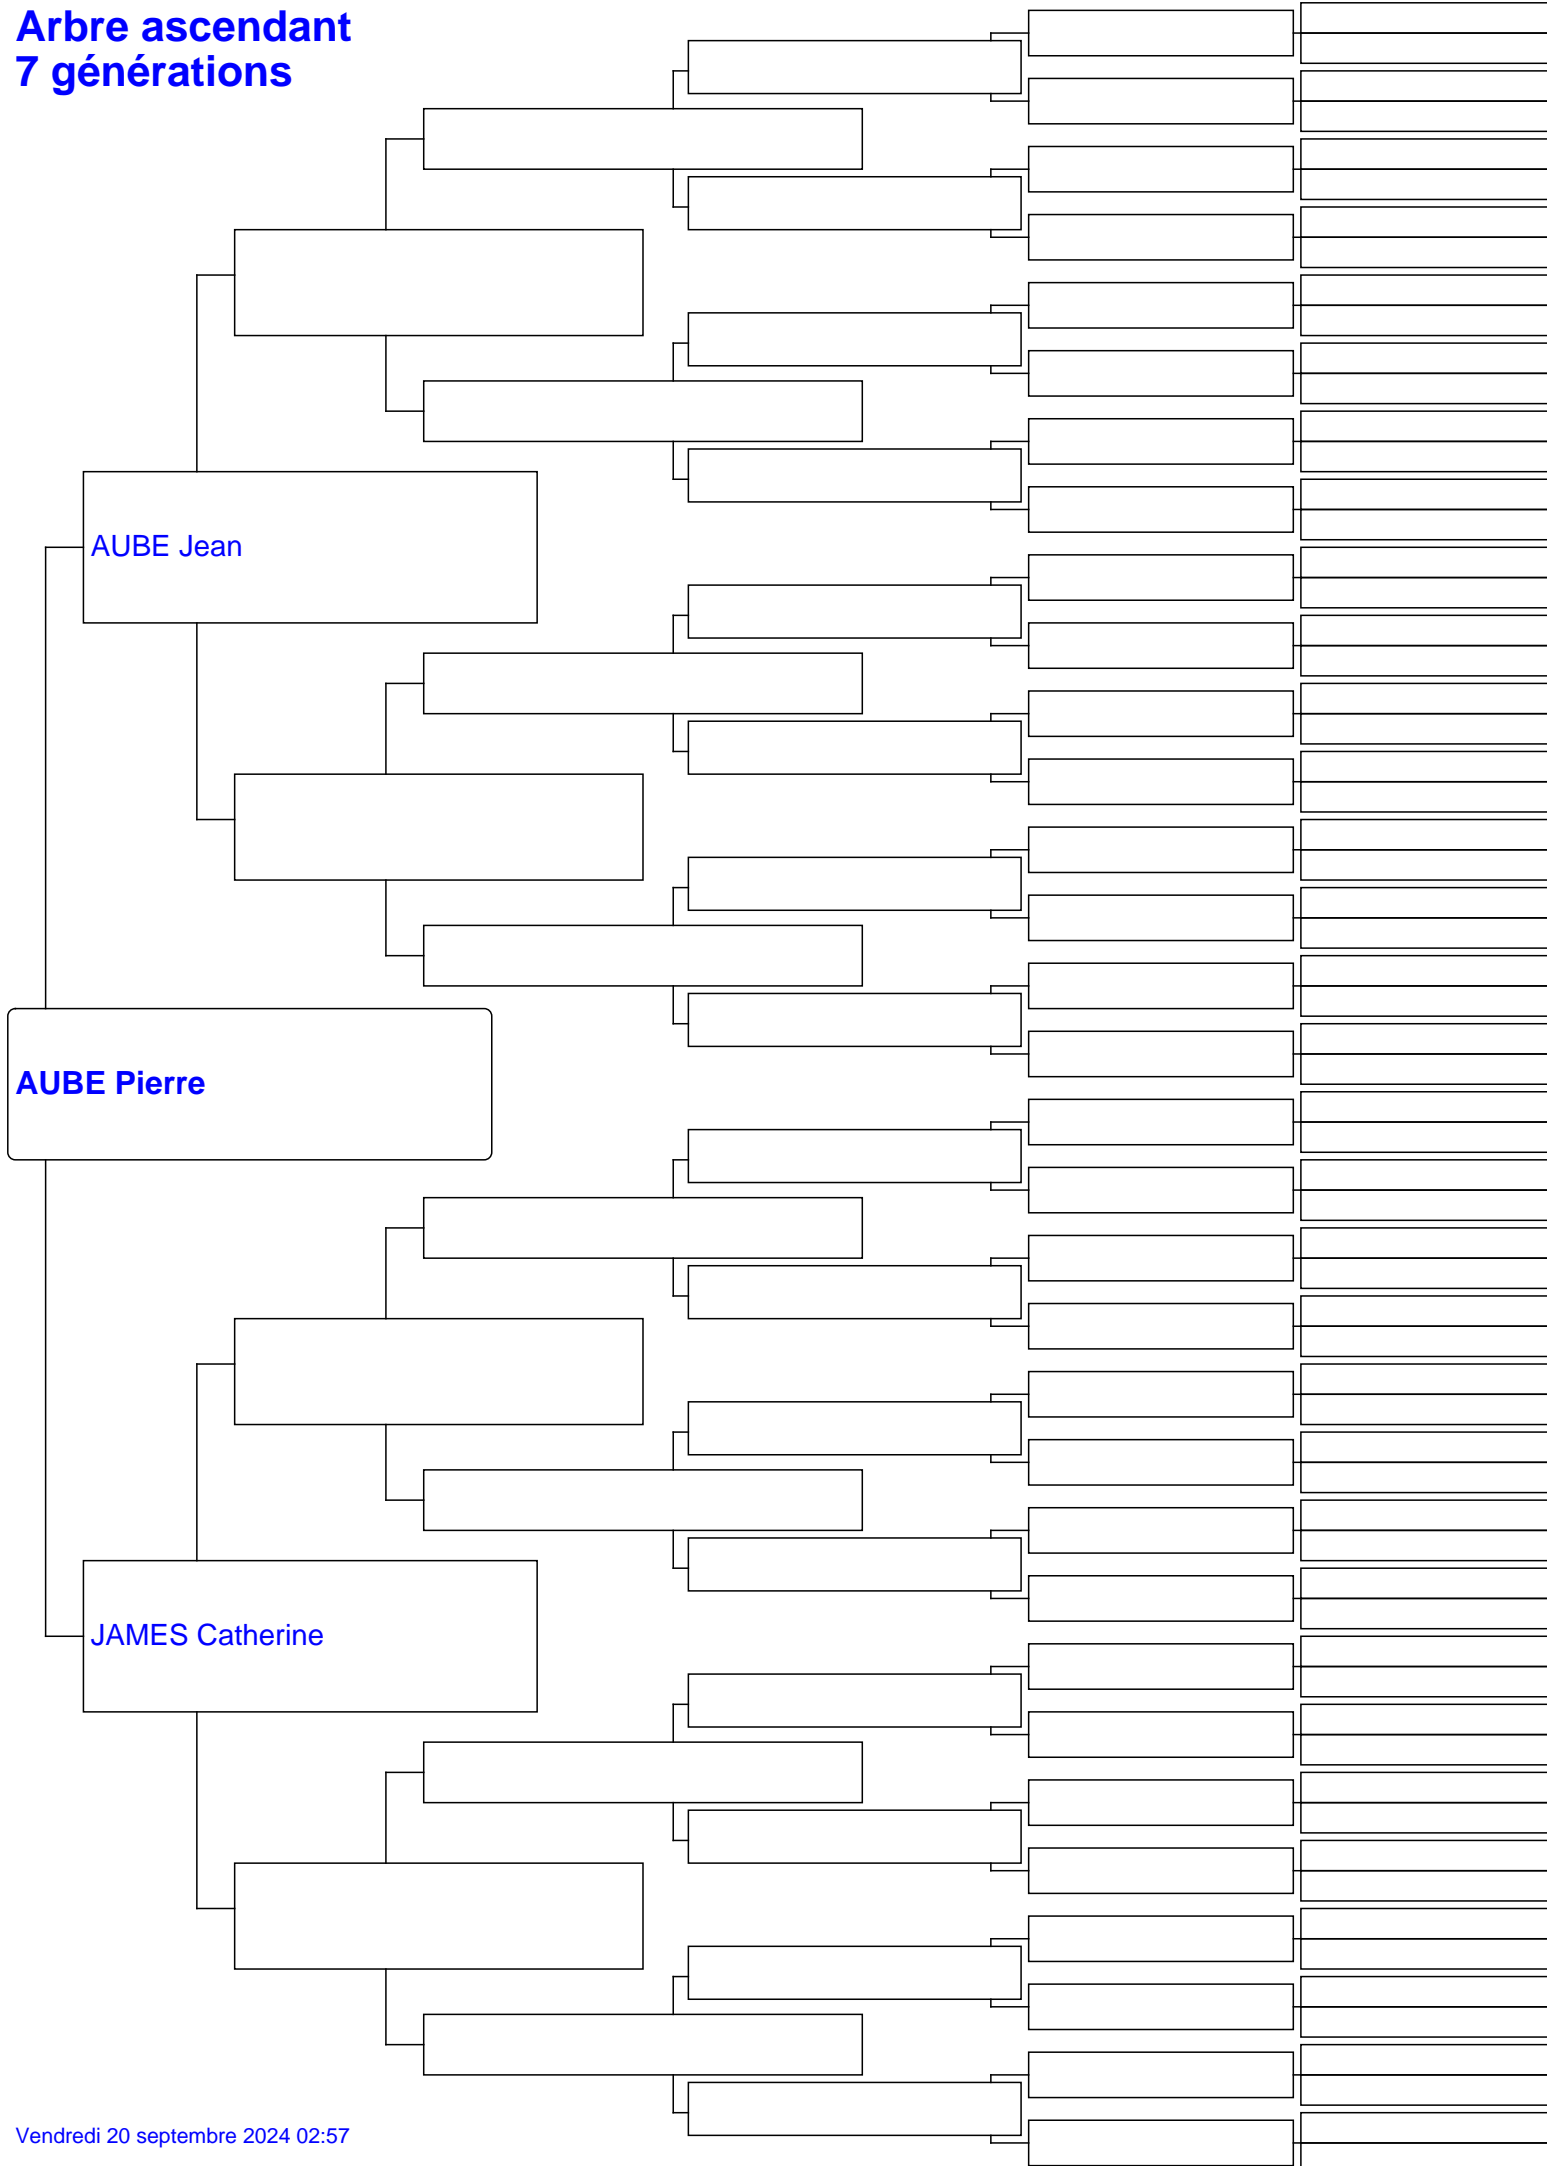 Arbre ascendant
7 générations
AUBE Jean
AUBE Pierre
JAMES Catherine
Vendredi 20 septembre 2024 02:57